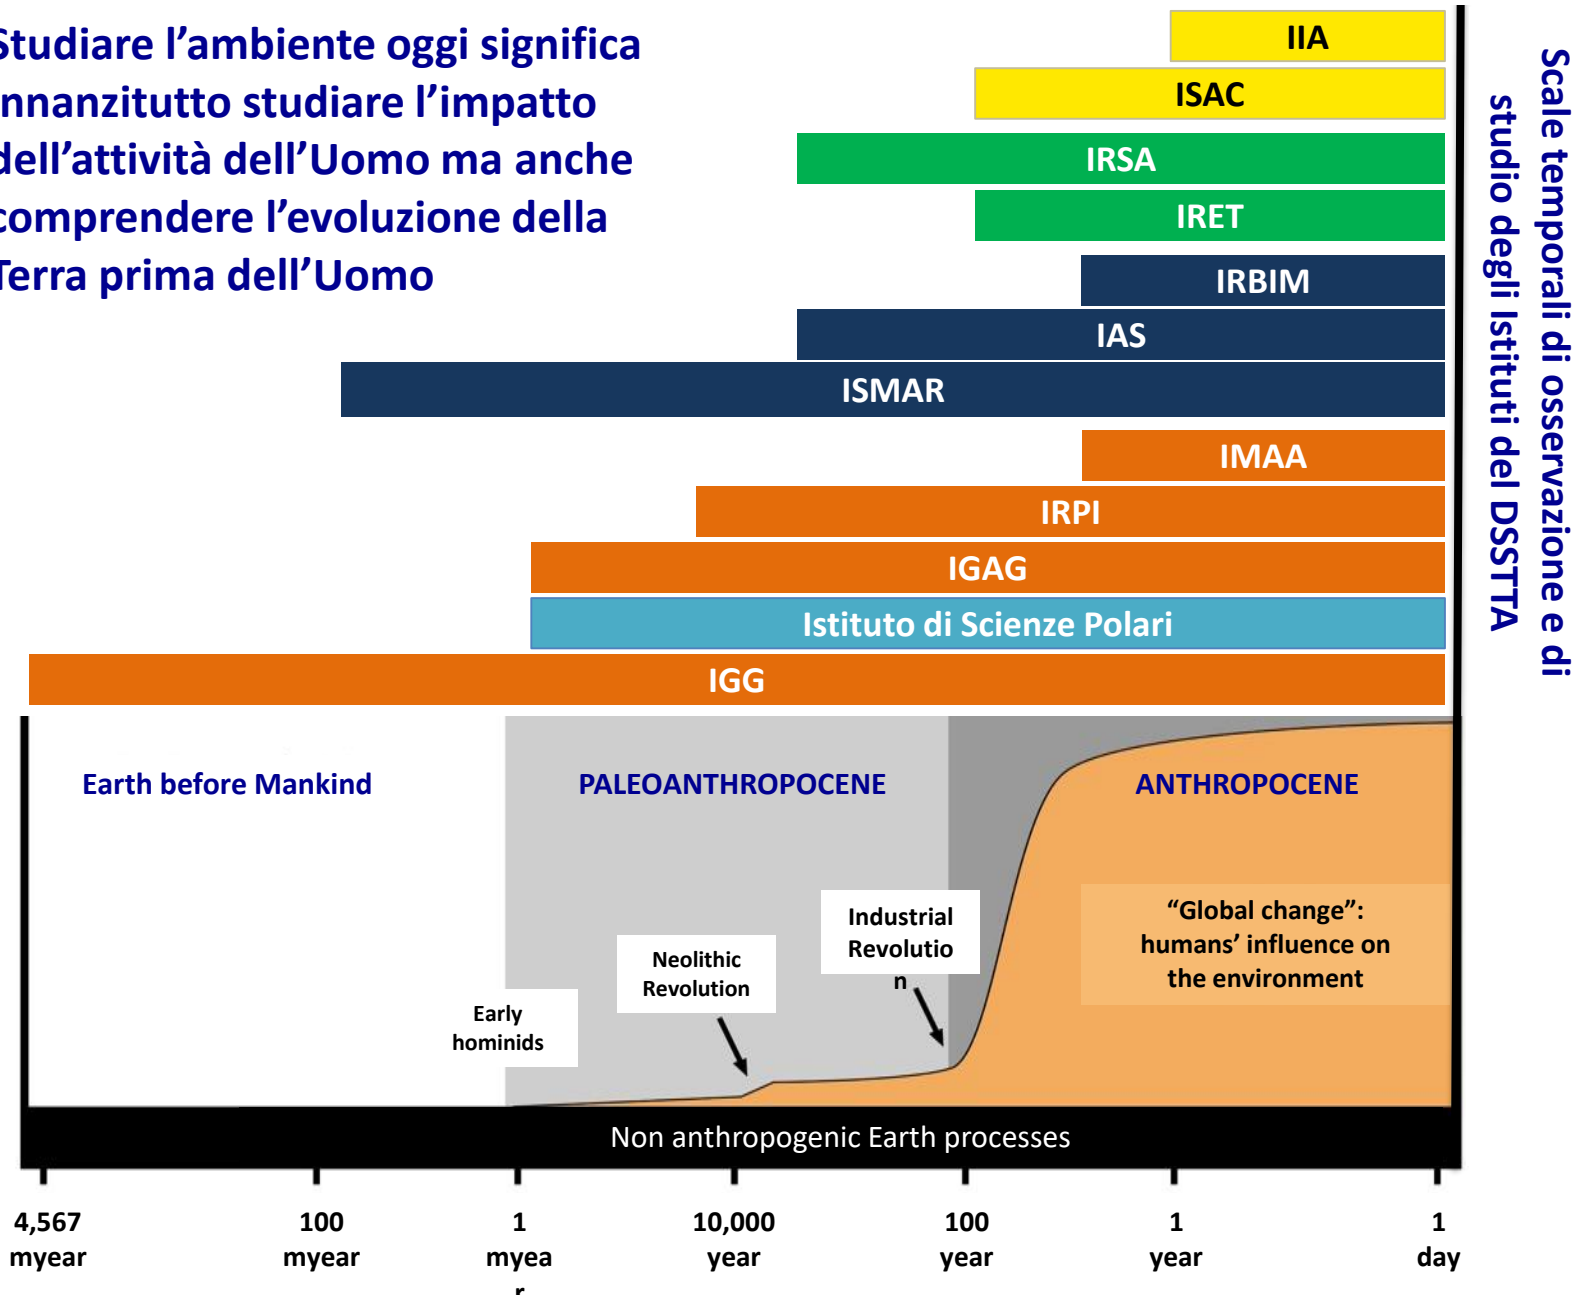 Studiare l’ambiente oggi significa
innanzitutto studiare l’impatto
dell’attività dell’Uomo ma anche
comprendere l’evoluzione della
Terra prima dell’Uomo
IIA
ISAC
IRSA
IRET
IRBIM
IAS
ISMAR
IMAA
IRPI
IGAG
Istituto di Scienze Polari
IGG
Scale temporali di osservazione e di
studio degli Istituti del DSSTTA
Earth before Mankind
PALEOANTHROPOCENE
ANTHROPOCENE
Early
hominids
Neolithic
Revolution
Industrial
Revolutio
n
“Global change”:
humans’ influence on
the environment
Non anthropogenic Earth processes
4,567
myear
100
myear
1
myea
r
10,000
year
100
year
1
year
1
day